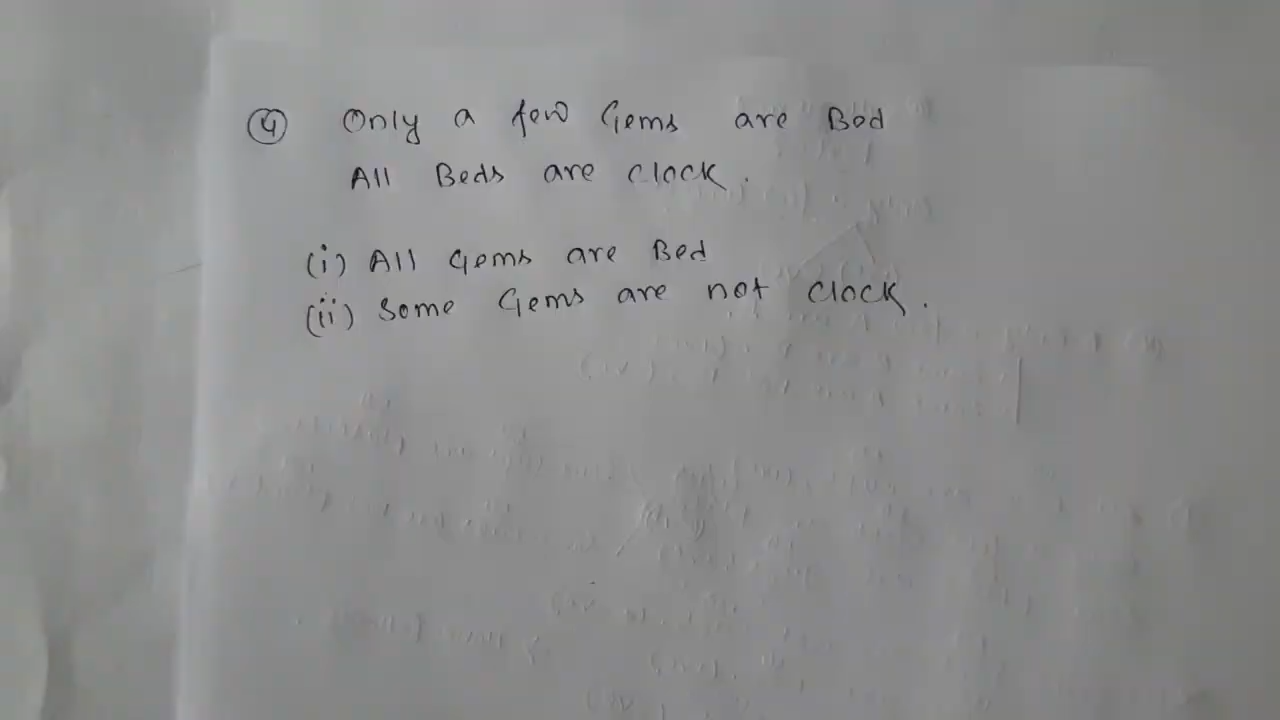 ④ Only a few Gems are Bed
All Beds are clock.
(i) All Gems are Bed
(ii) Some Gems are not clock.